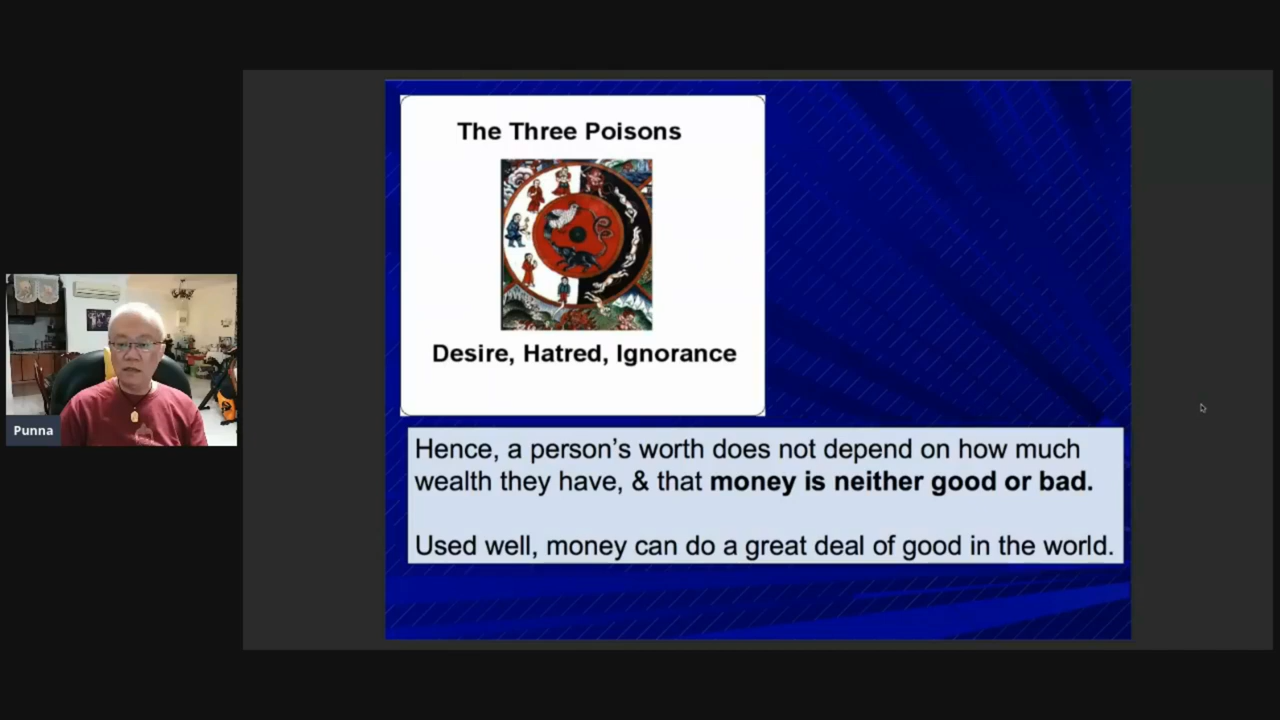 The Three Poisons
Desire, Hatred, Ignorance
Hence, a person’s worth does not depend on how much
wealth they have, & that money is neither good or bad.
Used well, money can do a great deal of good in the world.
Punna